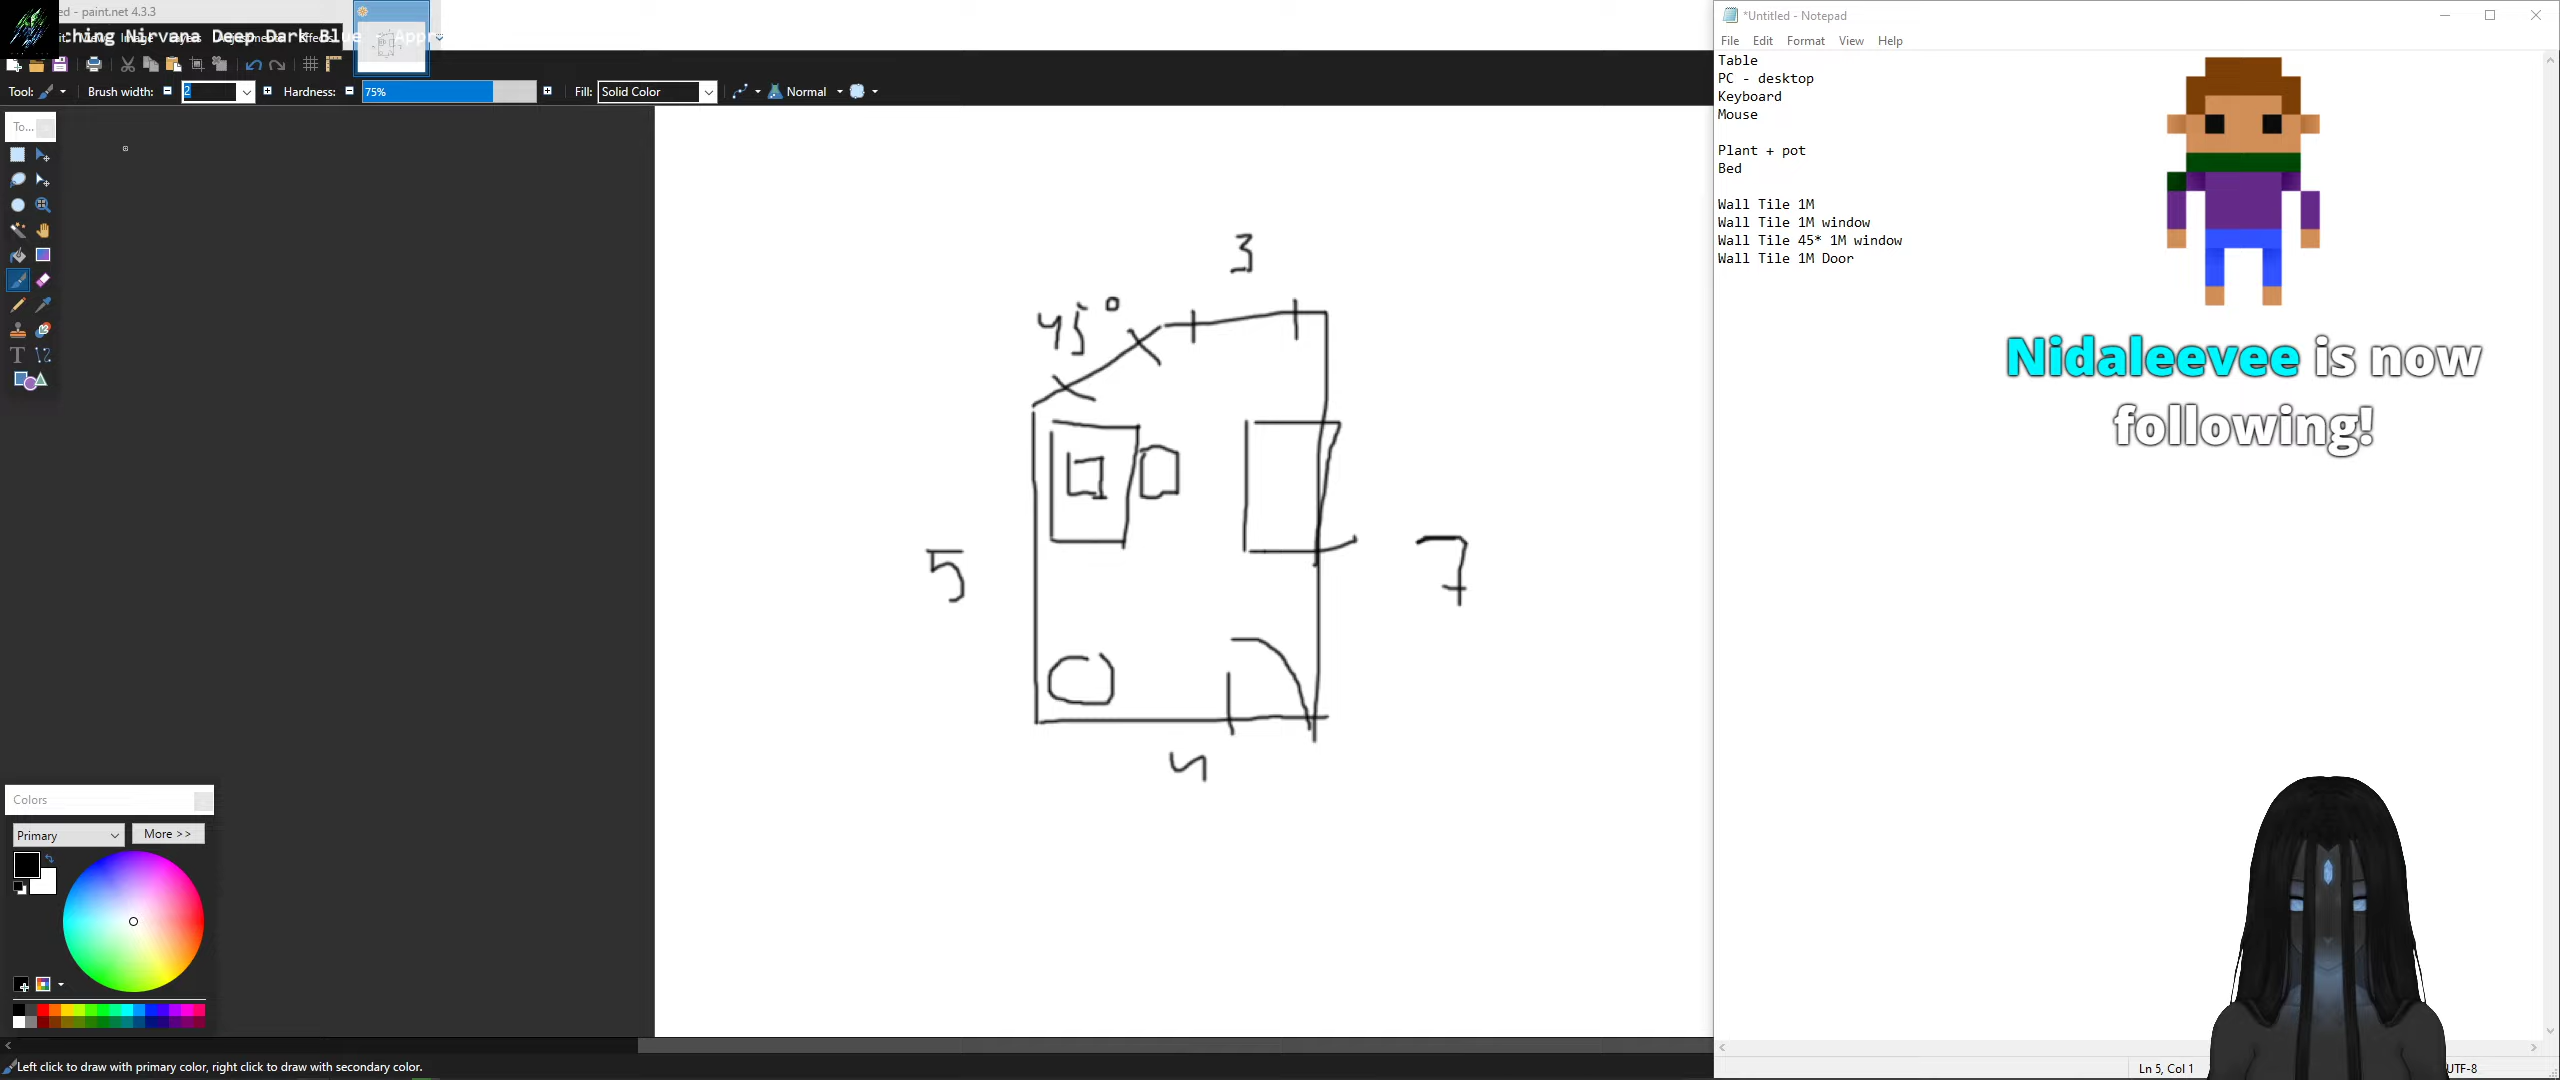 ed - paint.net 4.3.3
ching Nirvana Deep Dark Blue - Appr
Tool:
Brush width:
2
Hardness:
75%
Fill:
Solid Color
Normal
To...
3
45°
5
7
4
Colors
Primary
More >>
Left click to draw with primary color, right click to draw with secondary color.
*Untitled - Notepad
File Edit Format View Help
Table
PC - desktop
Keyboard
Mouse
Plant + pot
Bed
Wall Tile 1M
Wall Tile 1M window
Wall Tile 45* 1M window
Wall Tile 1M Door
Nidaleevee is now
following!
Ln 5, Col 1
UTF-8